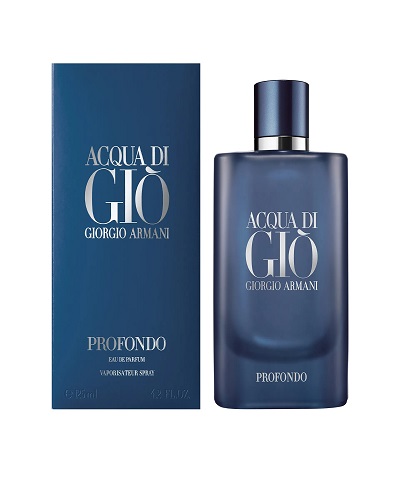 ACQUA DI
GIÒ
GIORGIO ARMANI
PROFONDO
EAU DE PARFUM
VAPORISATEUR SPRAY
ACQUA DI
GIÒ
GIORGIO ARMANI
PROFONDO